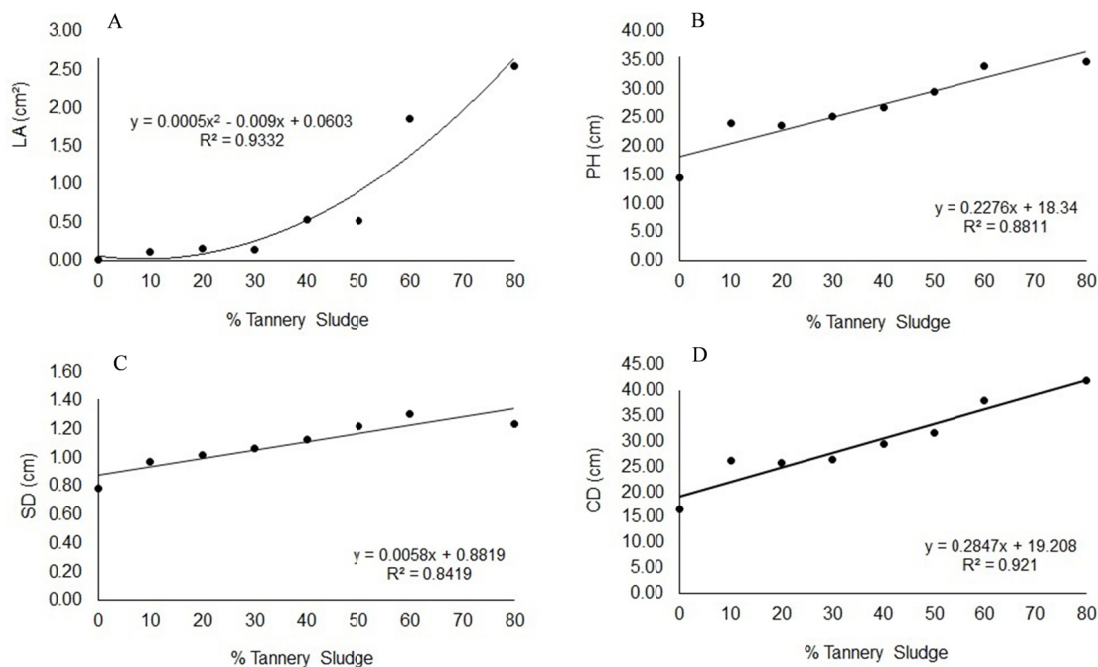 A
3.00
2.50
2.00
1.50
1.00
0.50
0.00
LA (cm²)
y = 0.0005x² - 0.009x + 0.0603
R² = 0.9332
0 10 20 30 40 50 60 70 80
% Tannery Sludge
B
40.00
35.00
30.00
25.00
20.00
15.00
10.00
5.00
0.00
PH (cm)
y = 0.2276x + 18.34
R² = 0.8811
0 10 20 30 40 50 60 70 80
% Tannery Sludge
C
1.60
1.40
1.20
1.00
0.80
0.60
0.40
0.20
0.00
SD (cm)
y = 0.0058x + 0.8819
R² = 0.8419
0 10 20 30 40 50 60 70 80
% Tannery Sludge
D
45.00
40.00
35.00
30.00
25.00
20.00
15.00
10.00
5.00
0.00
CD (cm)
y = 0.2847x + 19.208
R² = 0.921
0 10 20 30 40 50 60 70 80
% Tannery Sludge